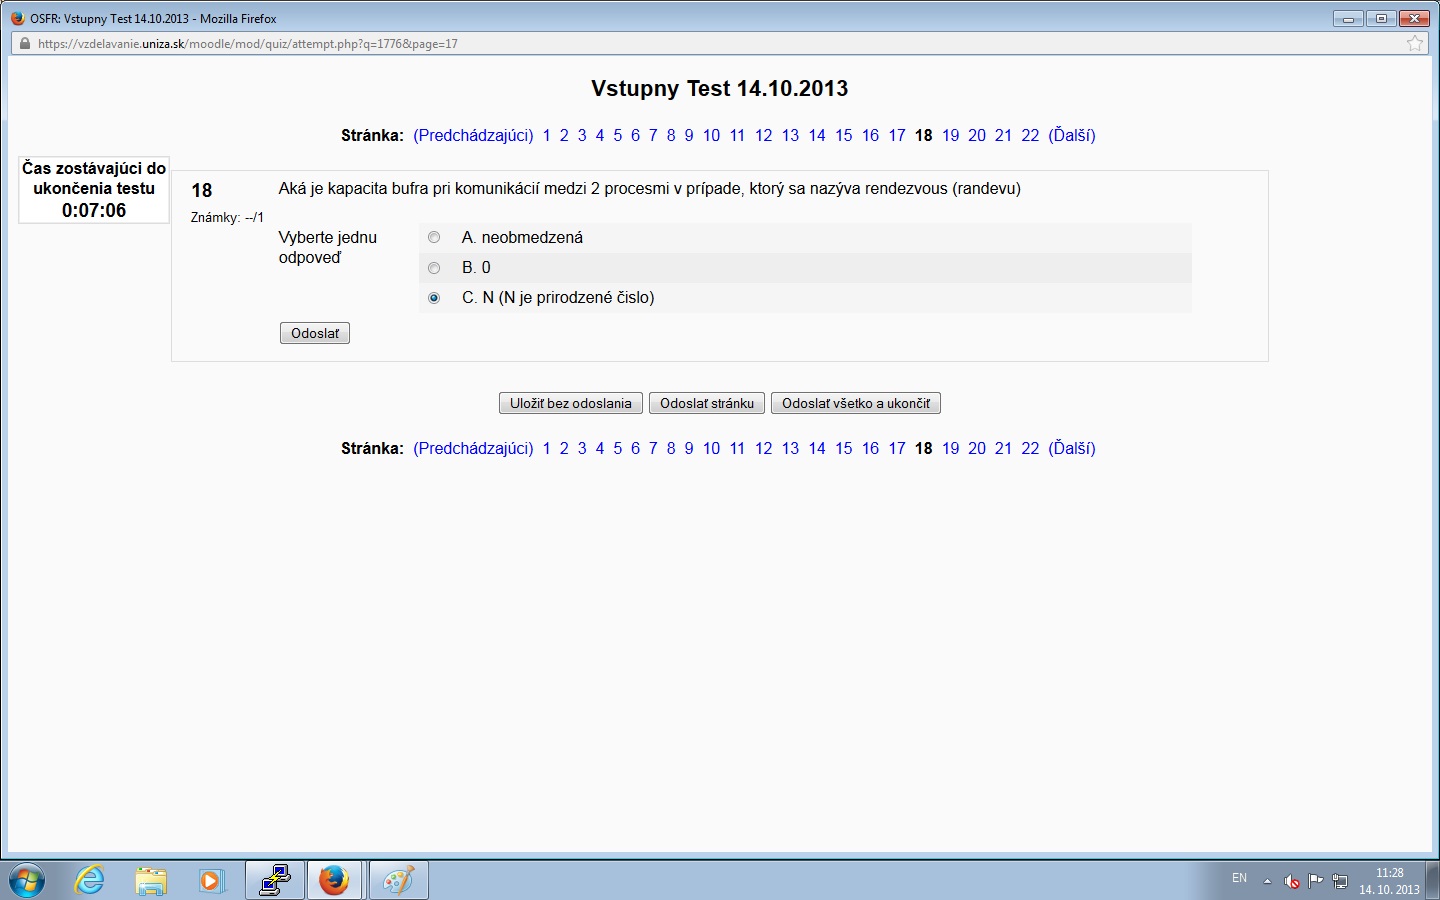 OSFR: Vstupny Test 14.10.2013 - Mozilla Firefox
https://vzdelavanie.uniza.sk/moodle/mod/quiz/attempt.php?q=1776&page=17
Vstupny Test 14.10.2013
Stránka: (Predchádzajúci) 1 2 3 4 5 6 7 8 9 10 11 12 13 14 15 16 17 18 19 20 21 22 (Ďalší)
Čas zostávajúci do
ukončenia testu
0:07:06
18
Známky: --/1
Aká je kapacita bufra pri komunikácií medzi 2 procesmi v prípade, ktorý sa nazýva rendezvous (randevu)
Vyberte jednu
odpoveď
A. neobmedzená
B. 0
C. N (N je prirodzené čislo)
Odoslať
Uložiť bez odoslania Odoslať stránku Odoslať všetko a ukončiť
Stránka: (Predchádzajúci) 1 2 3 4 5 6 7 8 9 10 11 12 13 14 15 16 17 18 19 20 21 22 (Ďalší)
EN
11:28
14. 10. 2013